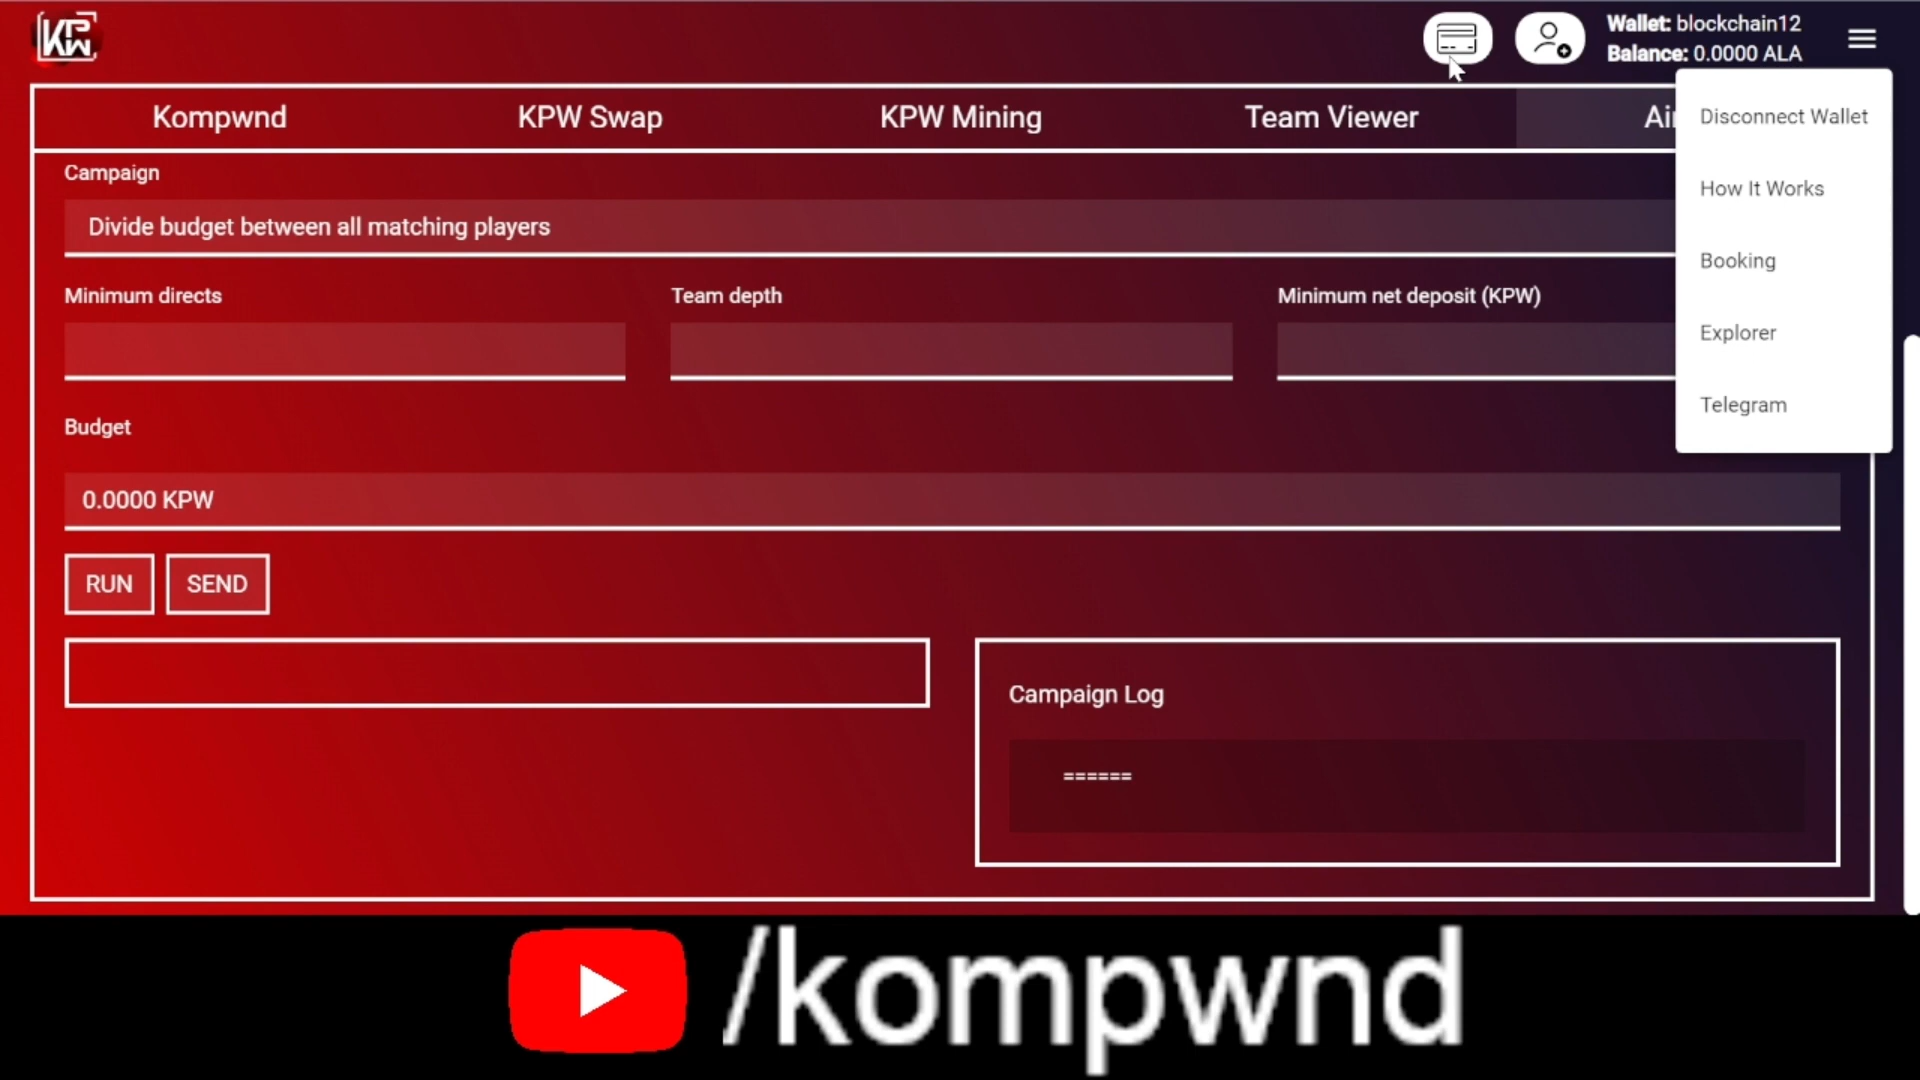 KPW
Wallet: blockchain12
Balance: 0.0000 ALA
Kompwnd KPW Swap KPW Mining Team Viewer Ai
Disconnect Wallet
How It Works
Booking
Explorer
Telegram
Campaign
Divide budget between all matching players
Minimum directs Team depth Minimum net deposit (KPW)
Budget
0.0000 KPW
RUN SEND
Campaign Log
======
/kompwnd